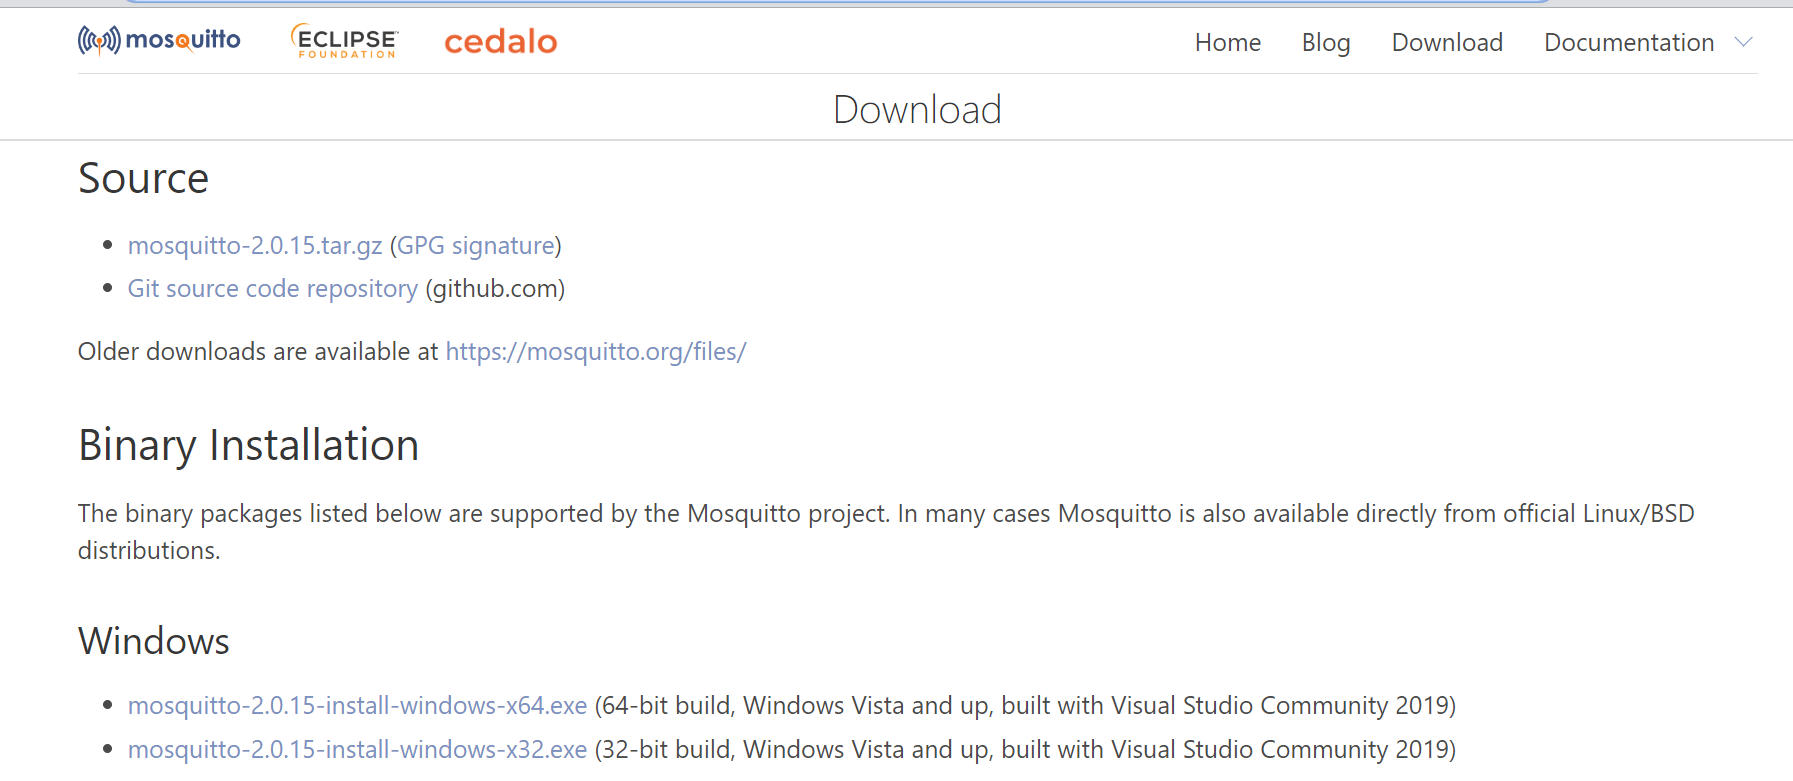 mosquitto ECLIPSE FOUNDATION cedalo Home Blog Download Documentation
Download
Source
mosquitto-2.0.15.tar.gz (GPG signature)
Git source code repository (github.com)
Older downloads are available at https://mosquitto.org/files/
Binary Installation
The binary packages listed below are supported by the Mosquitto project. In many cases Mosquitto is also available directly from official Linux/BSD
distributions.
Windows
mosquitto-2.0.15-install-windows-x64.exe (64-bit build, Windows Vista and up, built with Visual Studio Community 2019)
mosquitto-2.0.15-install-windows-x32.exe (32-bit build, Windows Vista and up, built with Visual Studio Community 2019)